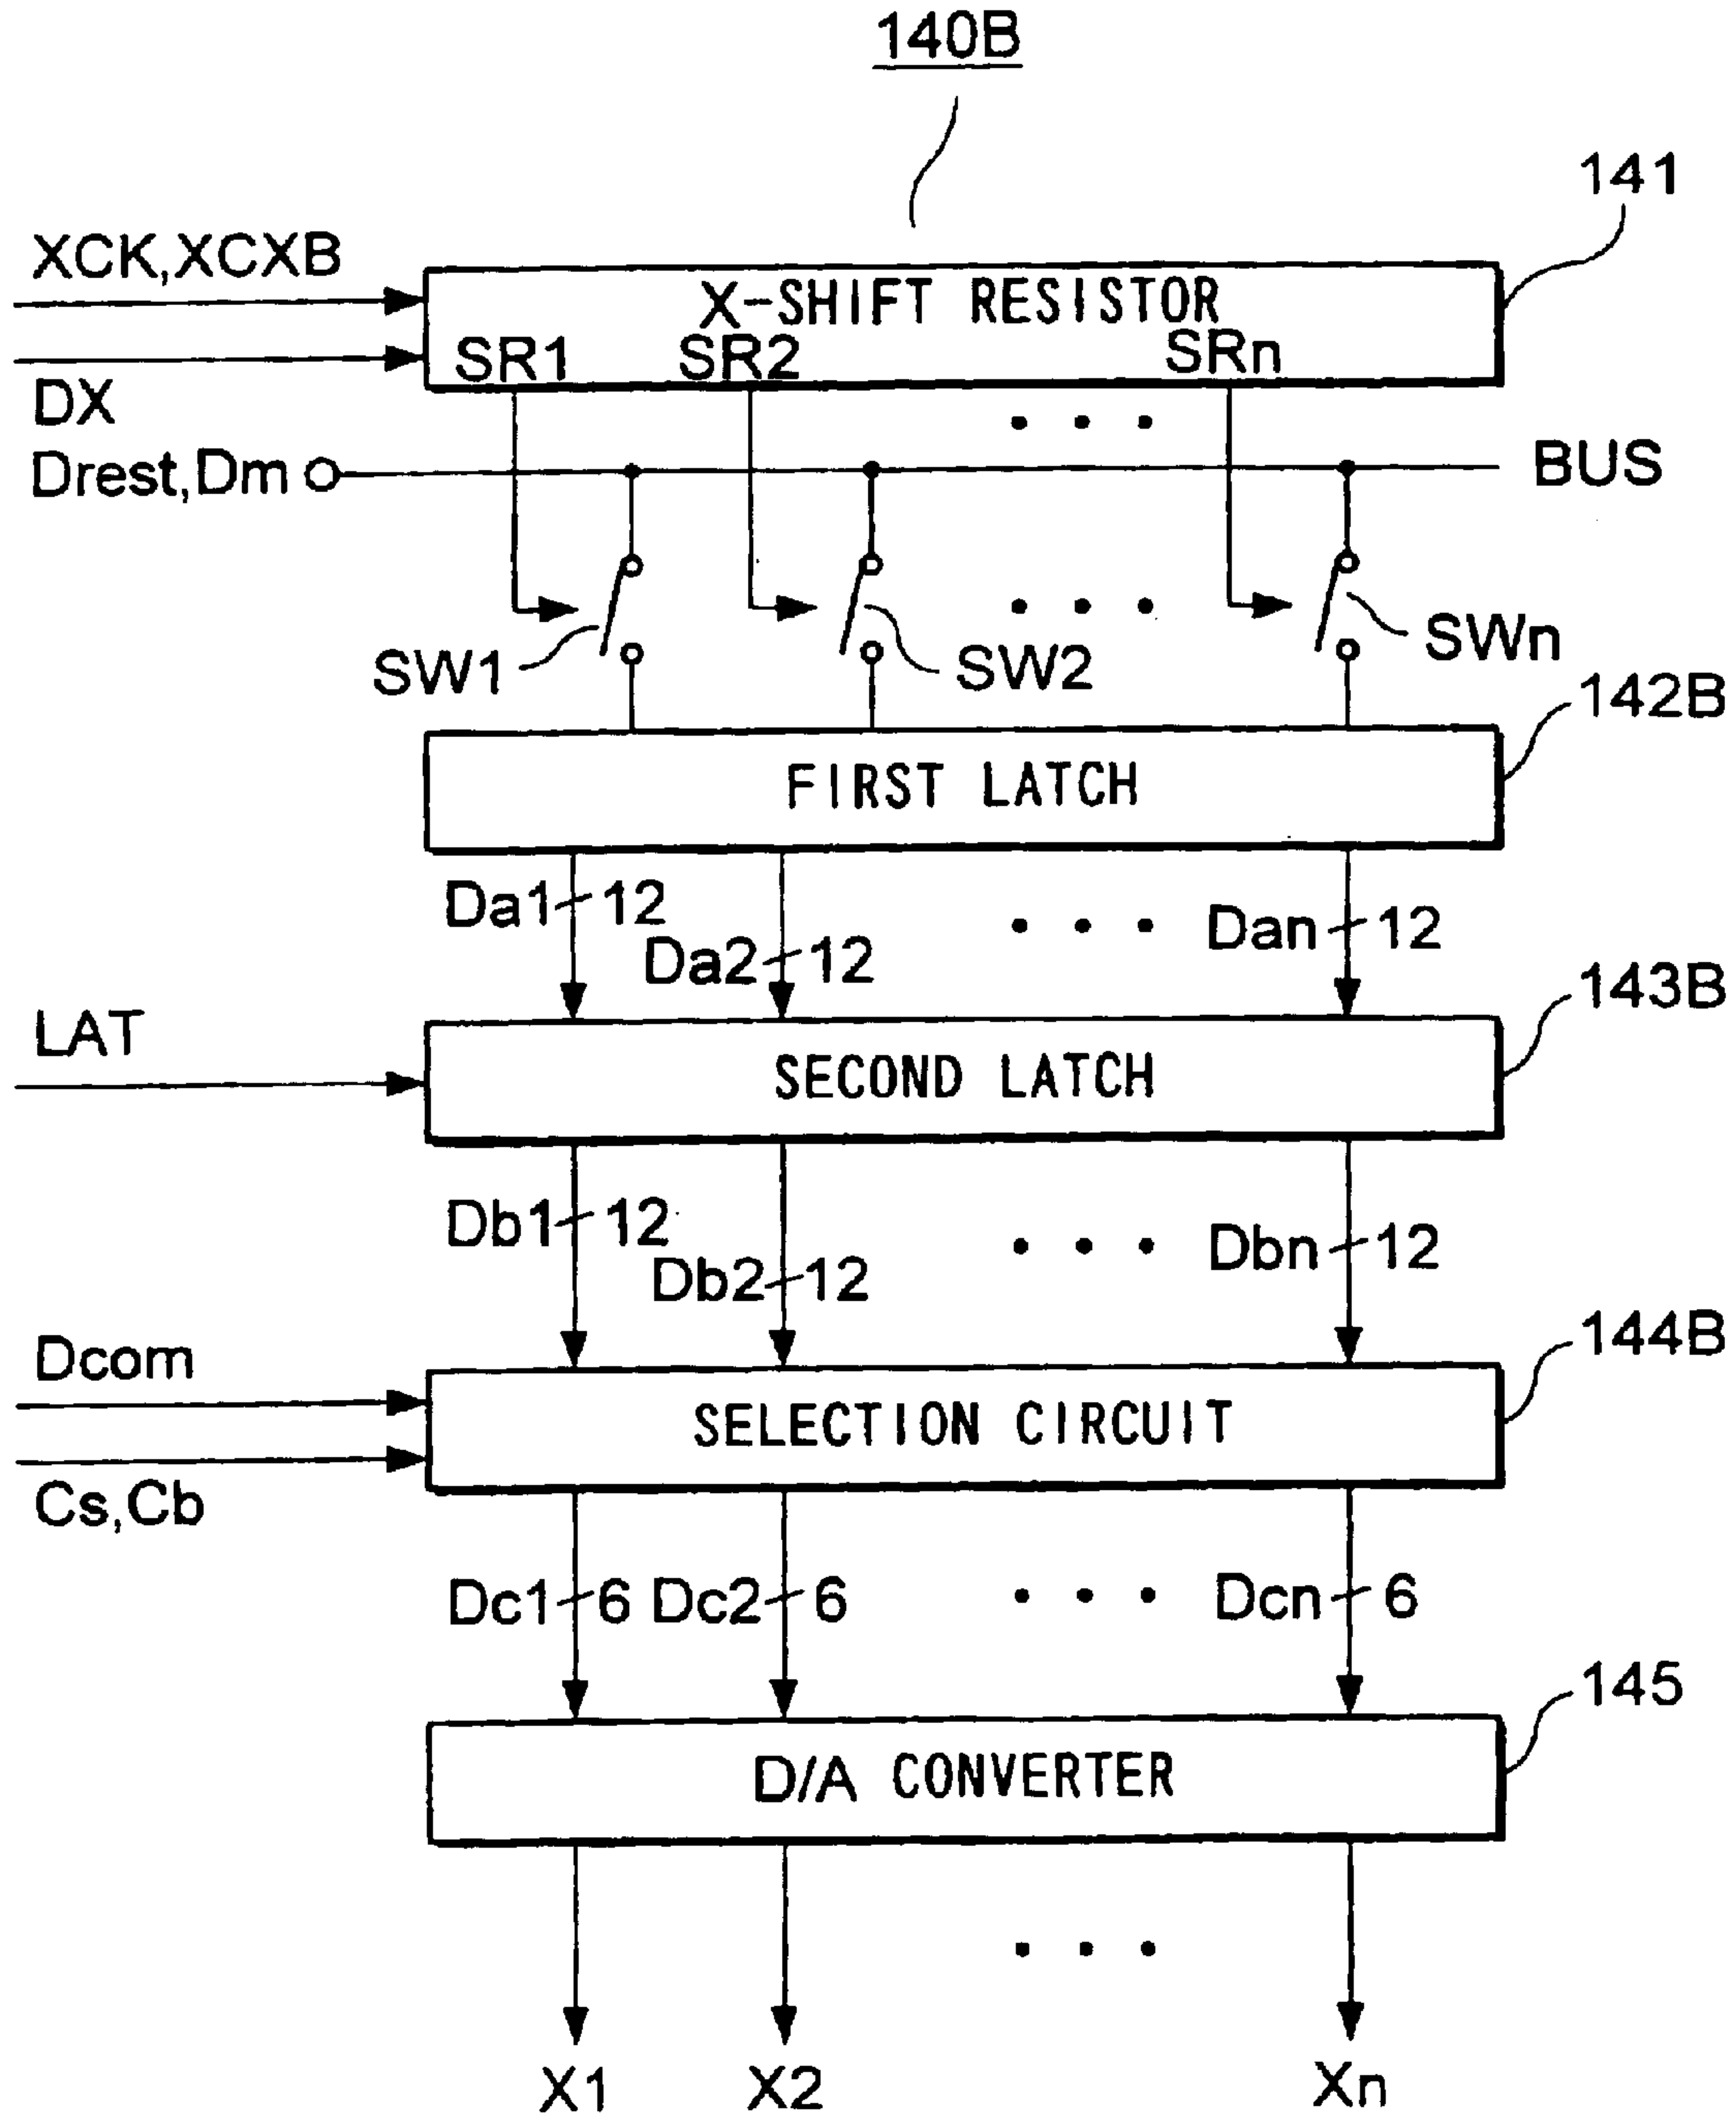 140B
141
XCK,XCXB
X-SHIFT RESISTOR
SR1 SR2 SRn
DX
Drest,Dm
BUS
SW1
SW2
SWn
142B
FIRST LATCH
Da1 12
Da2 12
Dan 12
143B
LAT
SECOND LATCH
Db1 12
Db2 12
Dbn 12
144B
Dcom
SELECTION CIRCUIT
Cs,Cb
Dc1 6 Dc2 6 Dcn 6
145
D/A CONVERTER
X1 X2 Xn